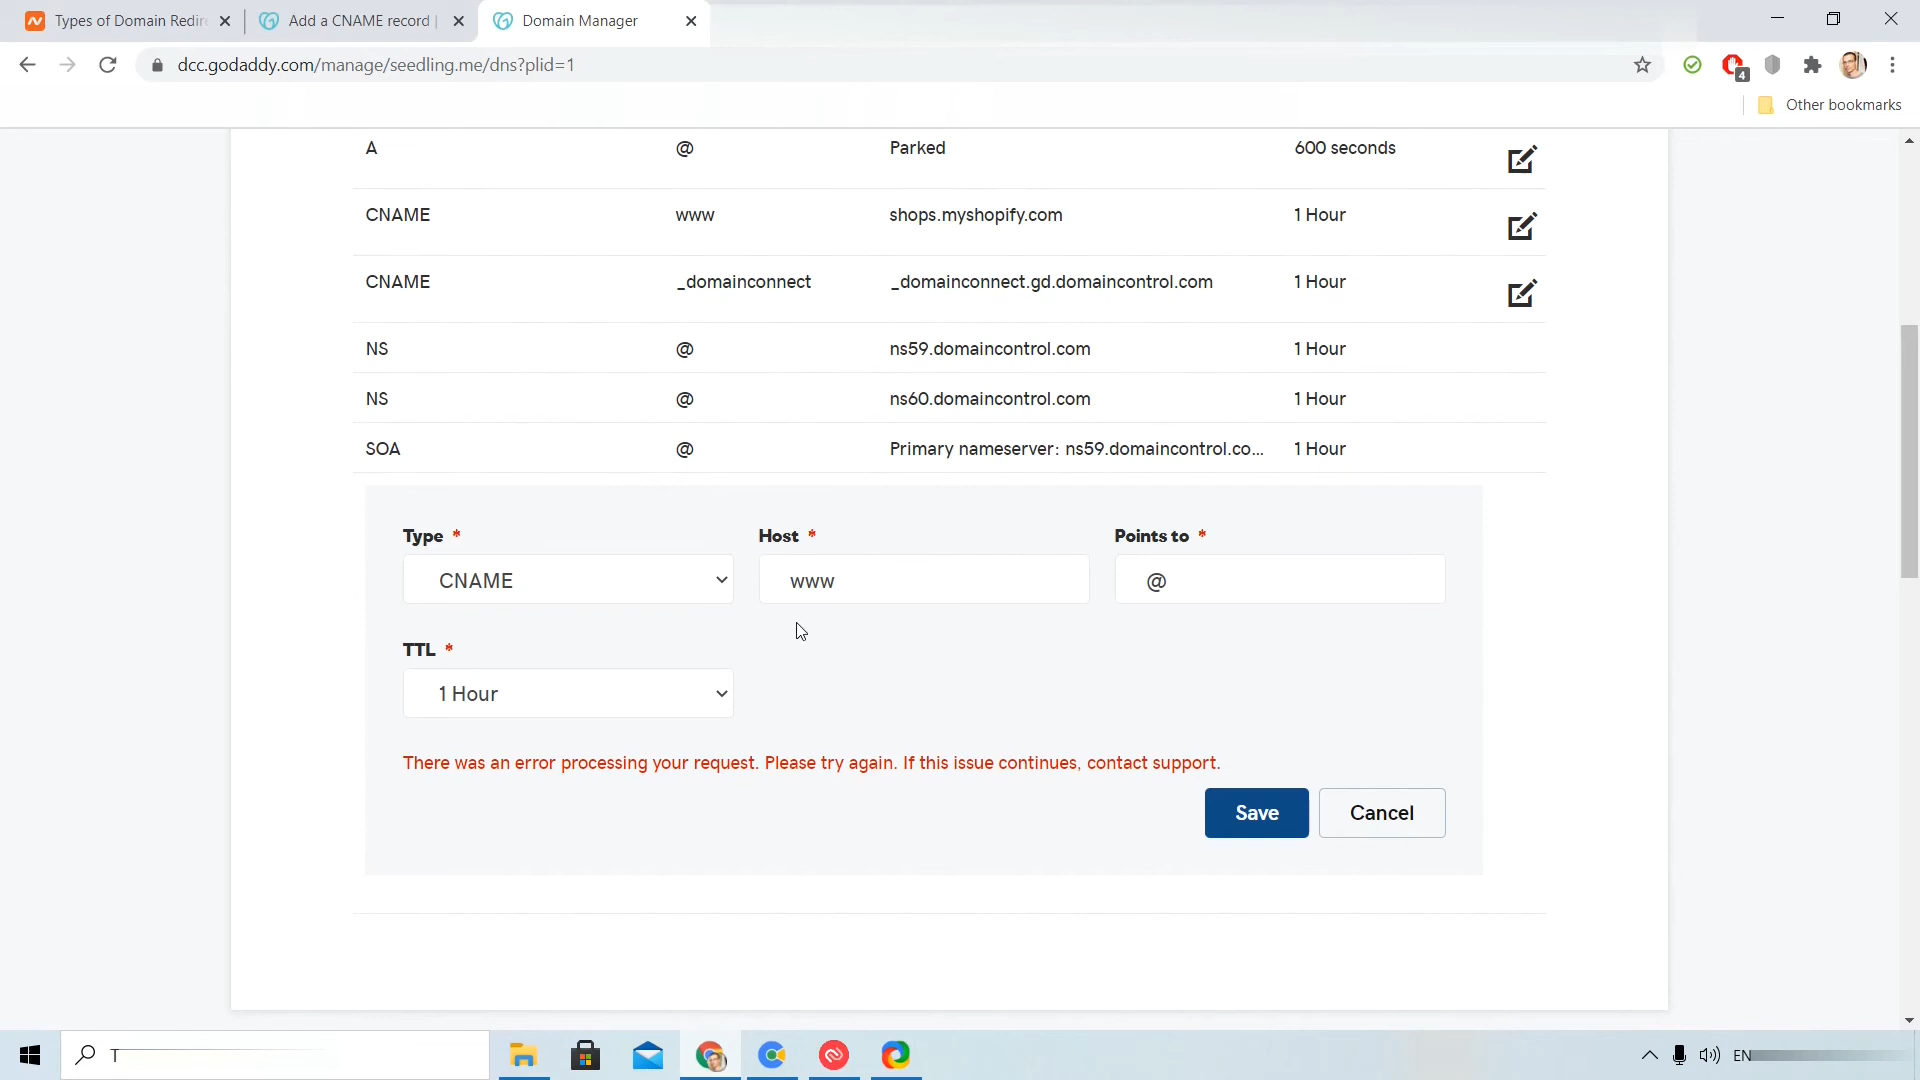 Types of Domain Redir
Add a CNAME record |
Domain Manager
dcc.godaddy.com/manage/seedling.me/dns?plid=1
4
Other bookmarks
A @ Parked 600 seconds
CNAME www shops.myshopify.com 1 Hour
CNAME _domainconnect _domainconnect.gd.domaincontrol.com 1 Hour
NS @ ns59.domaincontrol.com 1 Hour
NS @ ns60.domaincontrol.com 1 Hour
SOA @ Primary nameserver: ns59.domaincontrol.co... 1 Hour
Type * Host * Points to *
CNAME www @
TTL *
1 Hour
There was an error processing your request. Please try again. If this issue continues, contact support.
Save Cancel
T
EN